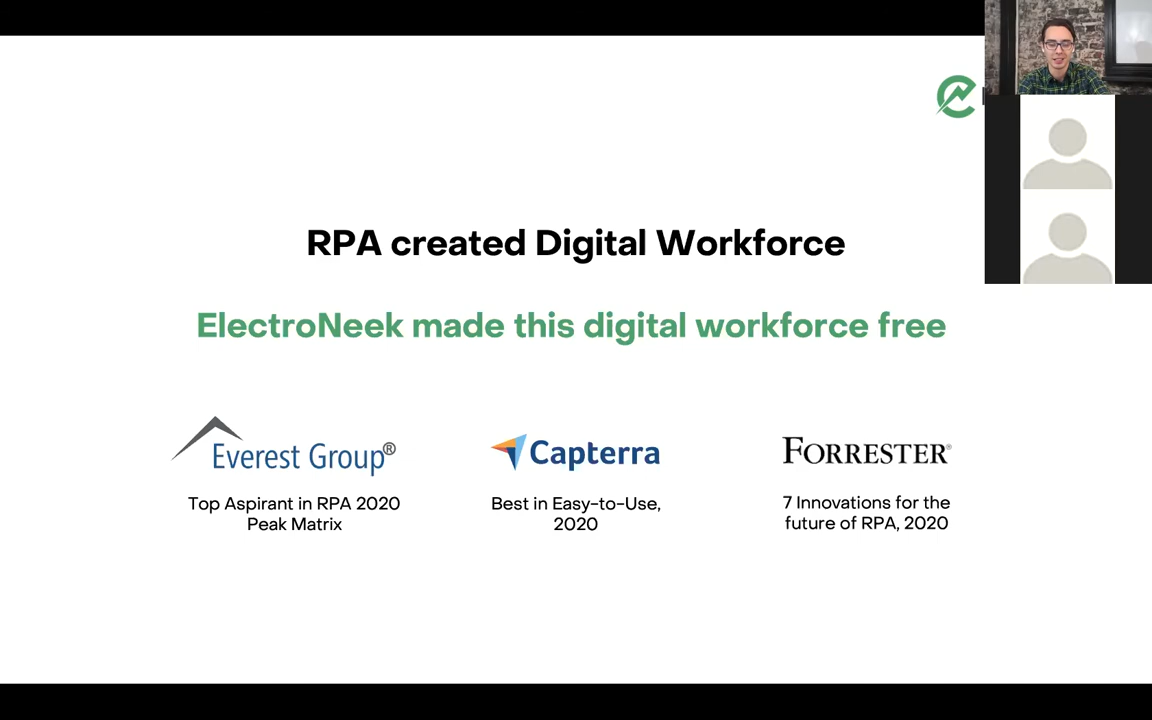 RPA created Digital Workforce
ElectroNeek made this digital workforce free
Everest Group®
Capterra
FORRESTER®
Top Aspirant in RPA 2020
Peak Matrix
Best in Easy-to-Use,
2020
7 Innovations for the
future of RPA, 2020